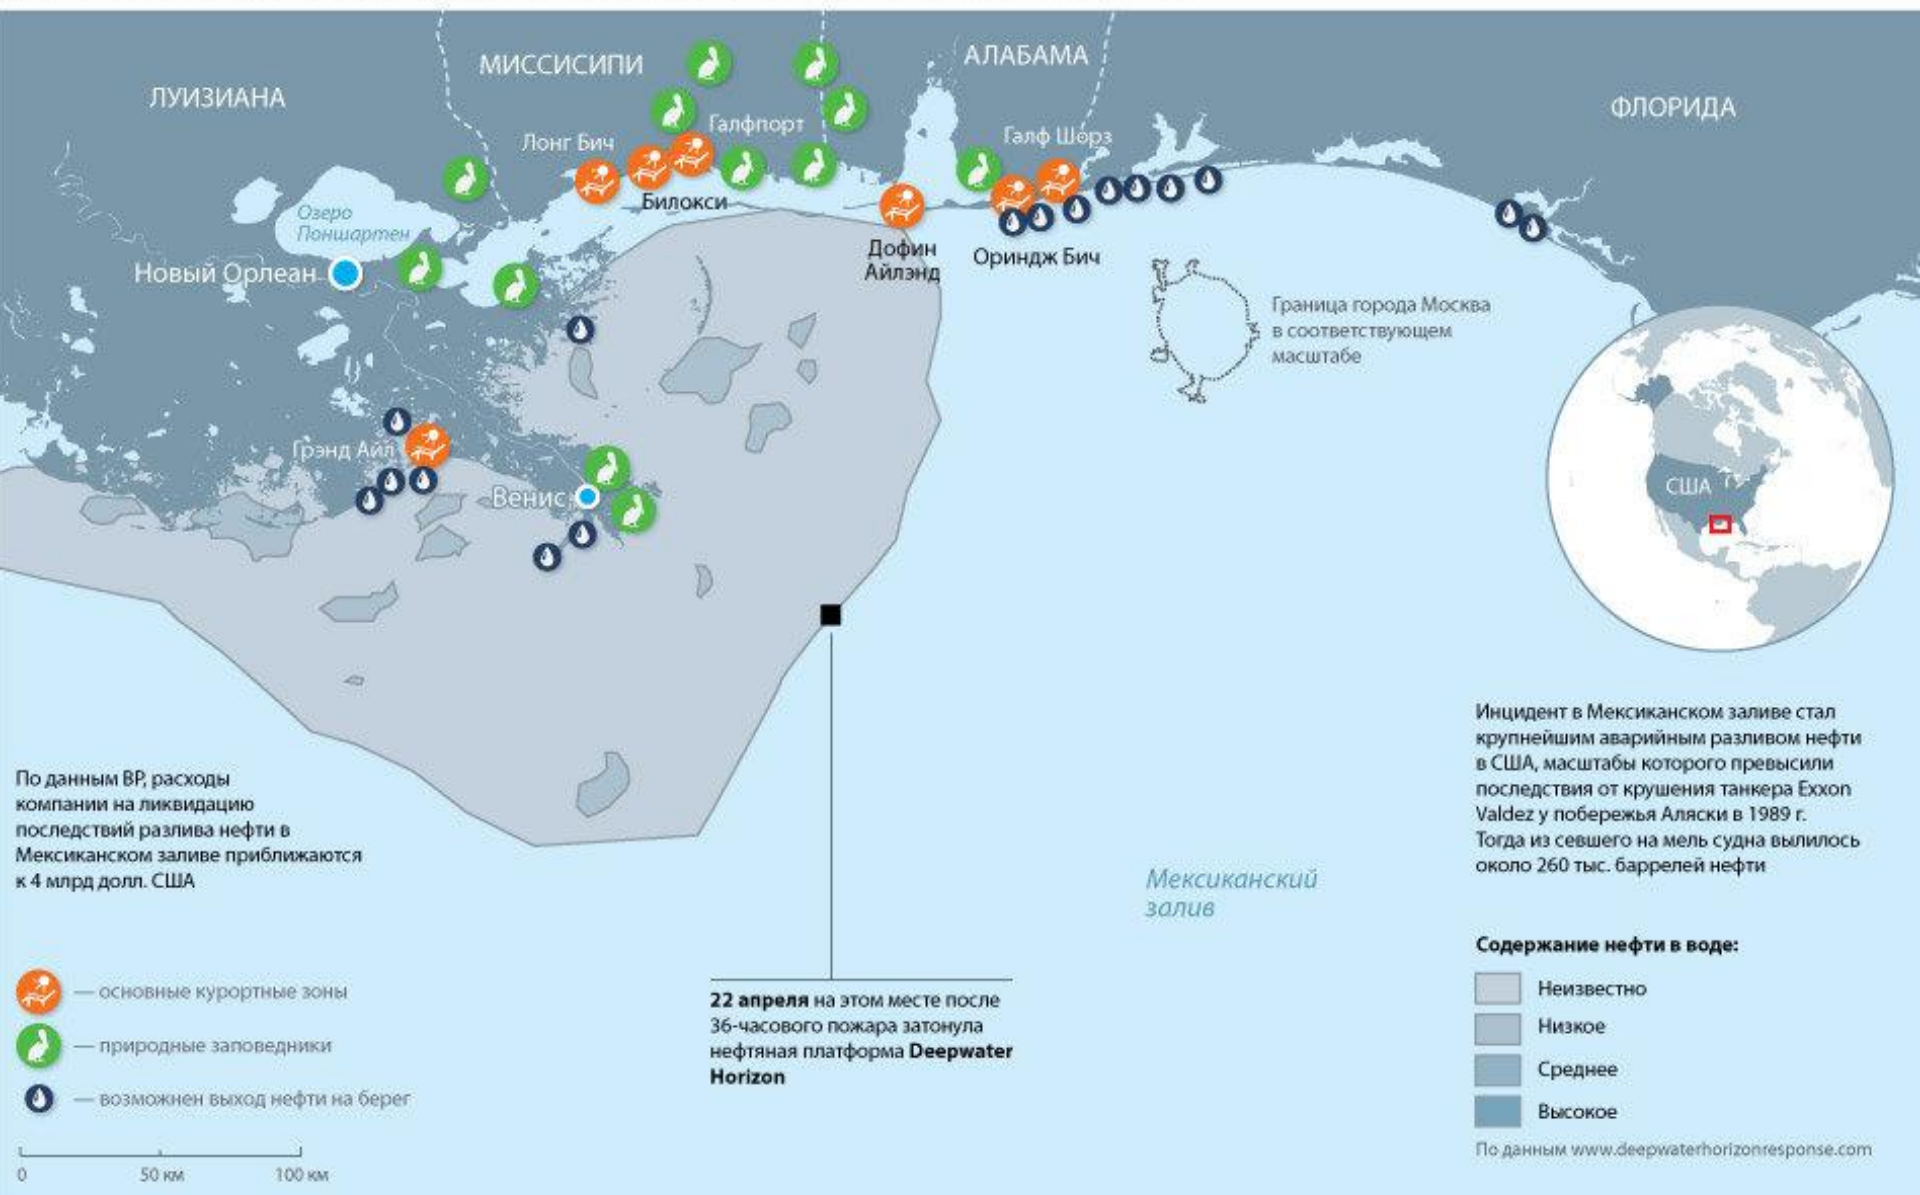 ЛУИЗИАНА
МИССИСИПИ
АЛАБАМА
ФЛОРИДА
Лонг Бич
Галфпорт
Галф Шорз
Билокси
Озеро
Поншартен
Новый Орлеан
Дофин
Айлэнд
Ориндж Бич
Граница города Москва
в соответствующем
масштабе
Грэнд Айл
Венис
США
Инцидент в Мексиканском заливе стал
крупнейшим аварийным разливом нефти
в США, масштабы которого превысили
последствия от крушения танкера Exxon
Valdez у побережья Аляски в 1989 г.
Тогда из севшего на мель судна вылилось
около 260 тыс. баррелей нефти
По данным BP, расходы
компании на ликвидацию
последствий разлива нефти в
Мексиканском заливе приближаются
к 4 млрд долл. США
Мексиканский
залив
— основные курортные зоны
— природные заповедники
— возможен выход нефти на берег
0 50 км 100 км
22 апреля на этом месте после
36-часового пожара затонула
нефтяная платформа Deepwater
Horizon
Содержание нефти в воде:
Неизвестно
Низкое
Среднее
Высокое
По данным www.deepwaterhorizonresponse.com